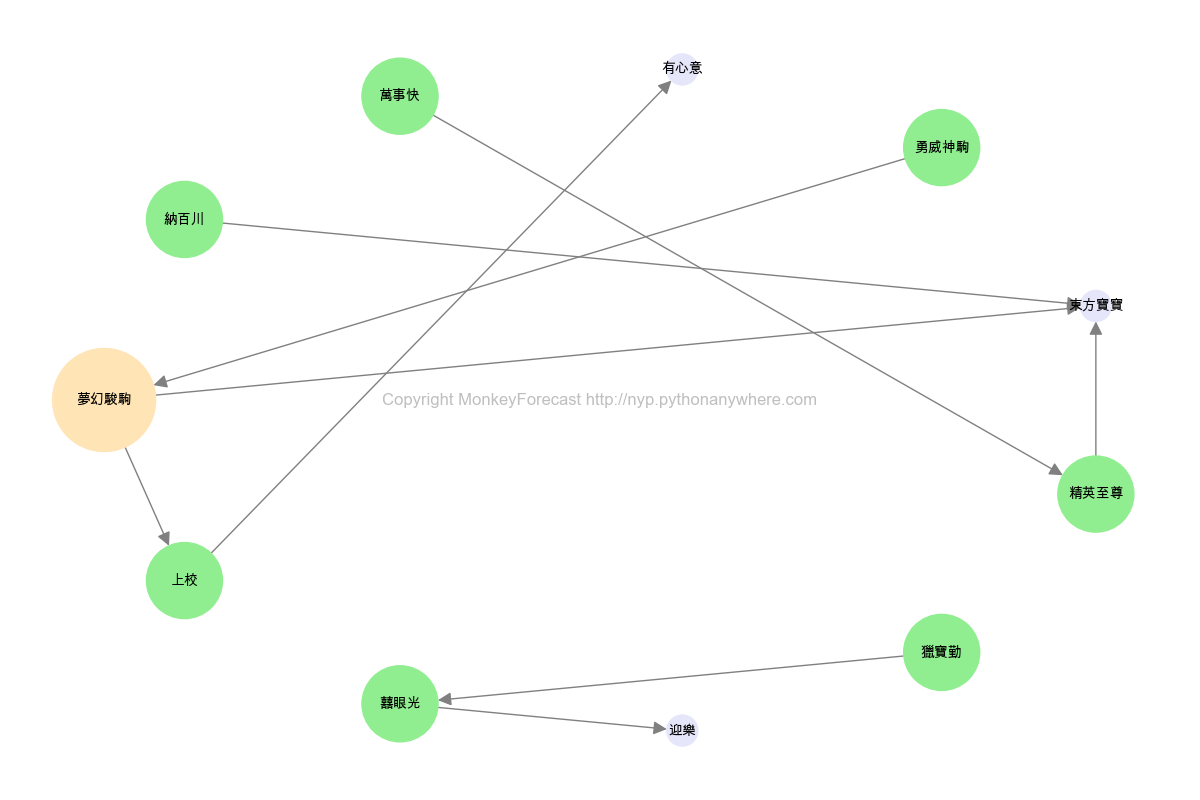 有心意
萬事快
勇威神駒
納百川
東方寶寶
夢幻駿駒
Copyright MonkeyForecast http://nyp.pythonanywhere.com
精英至尊
上校
獵寶勤
囍眼光
迎樂